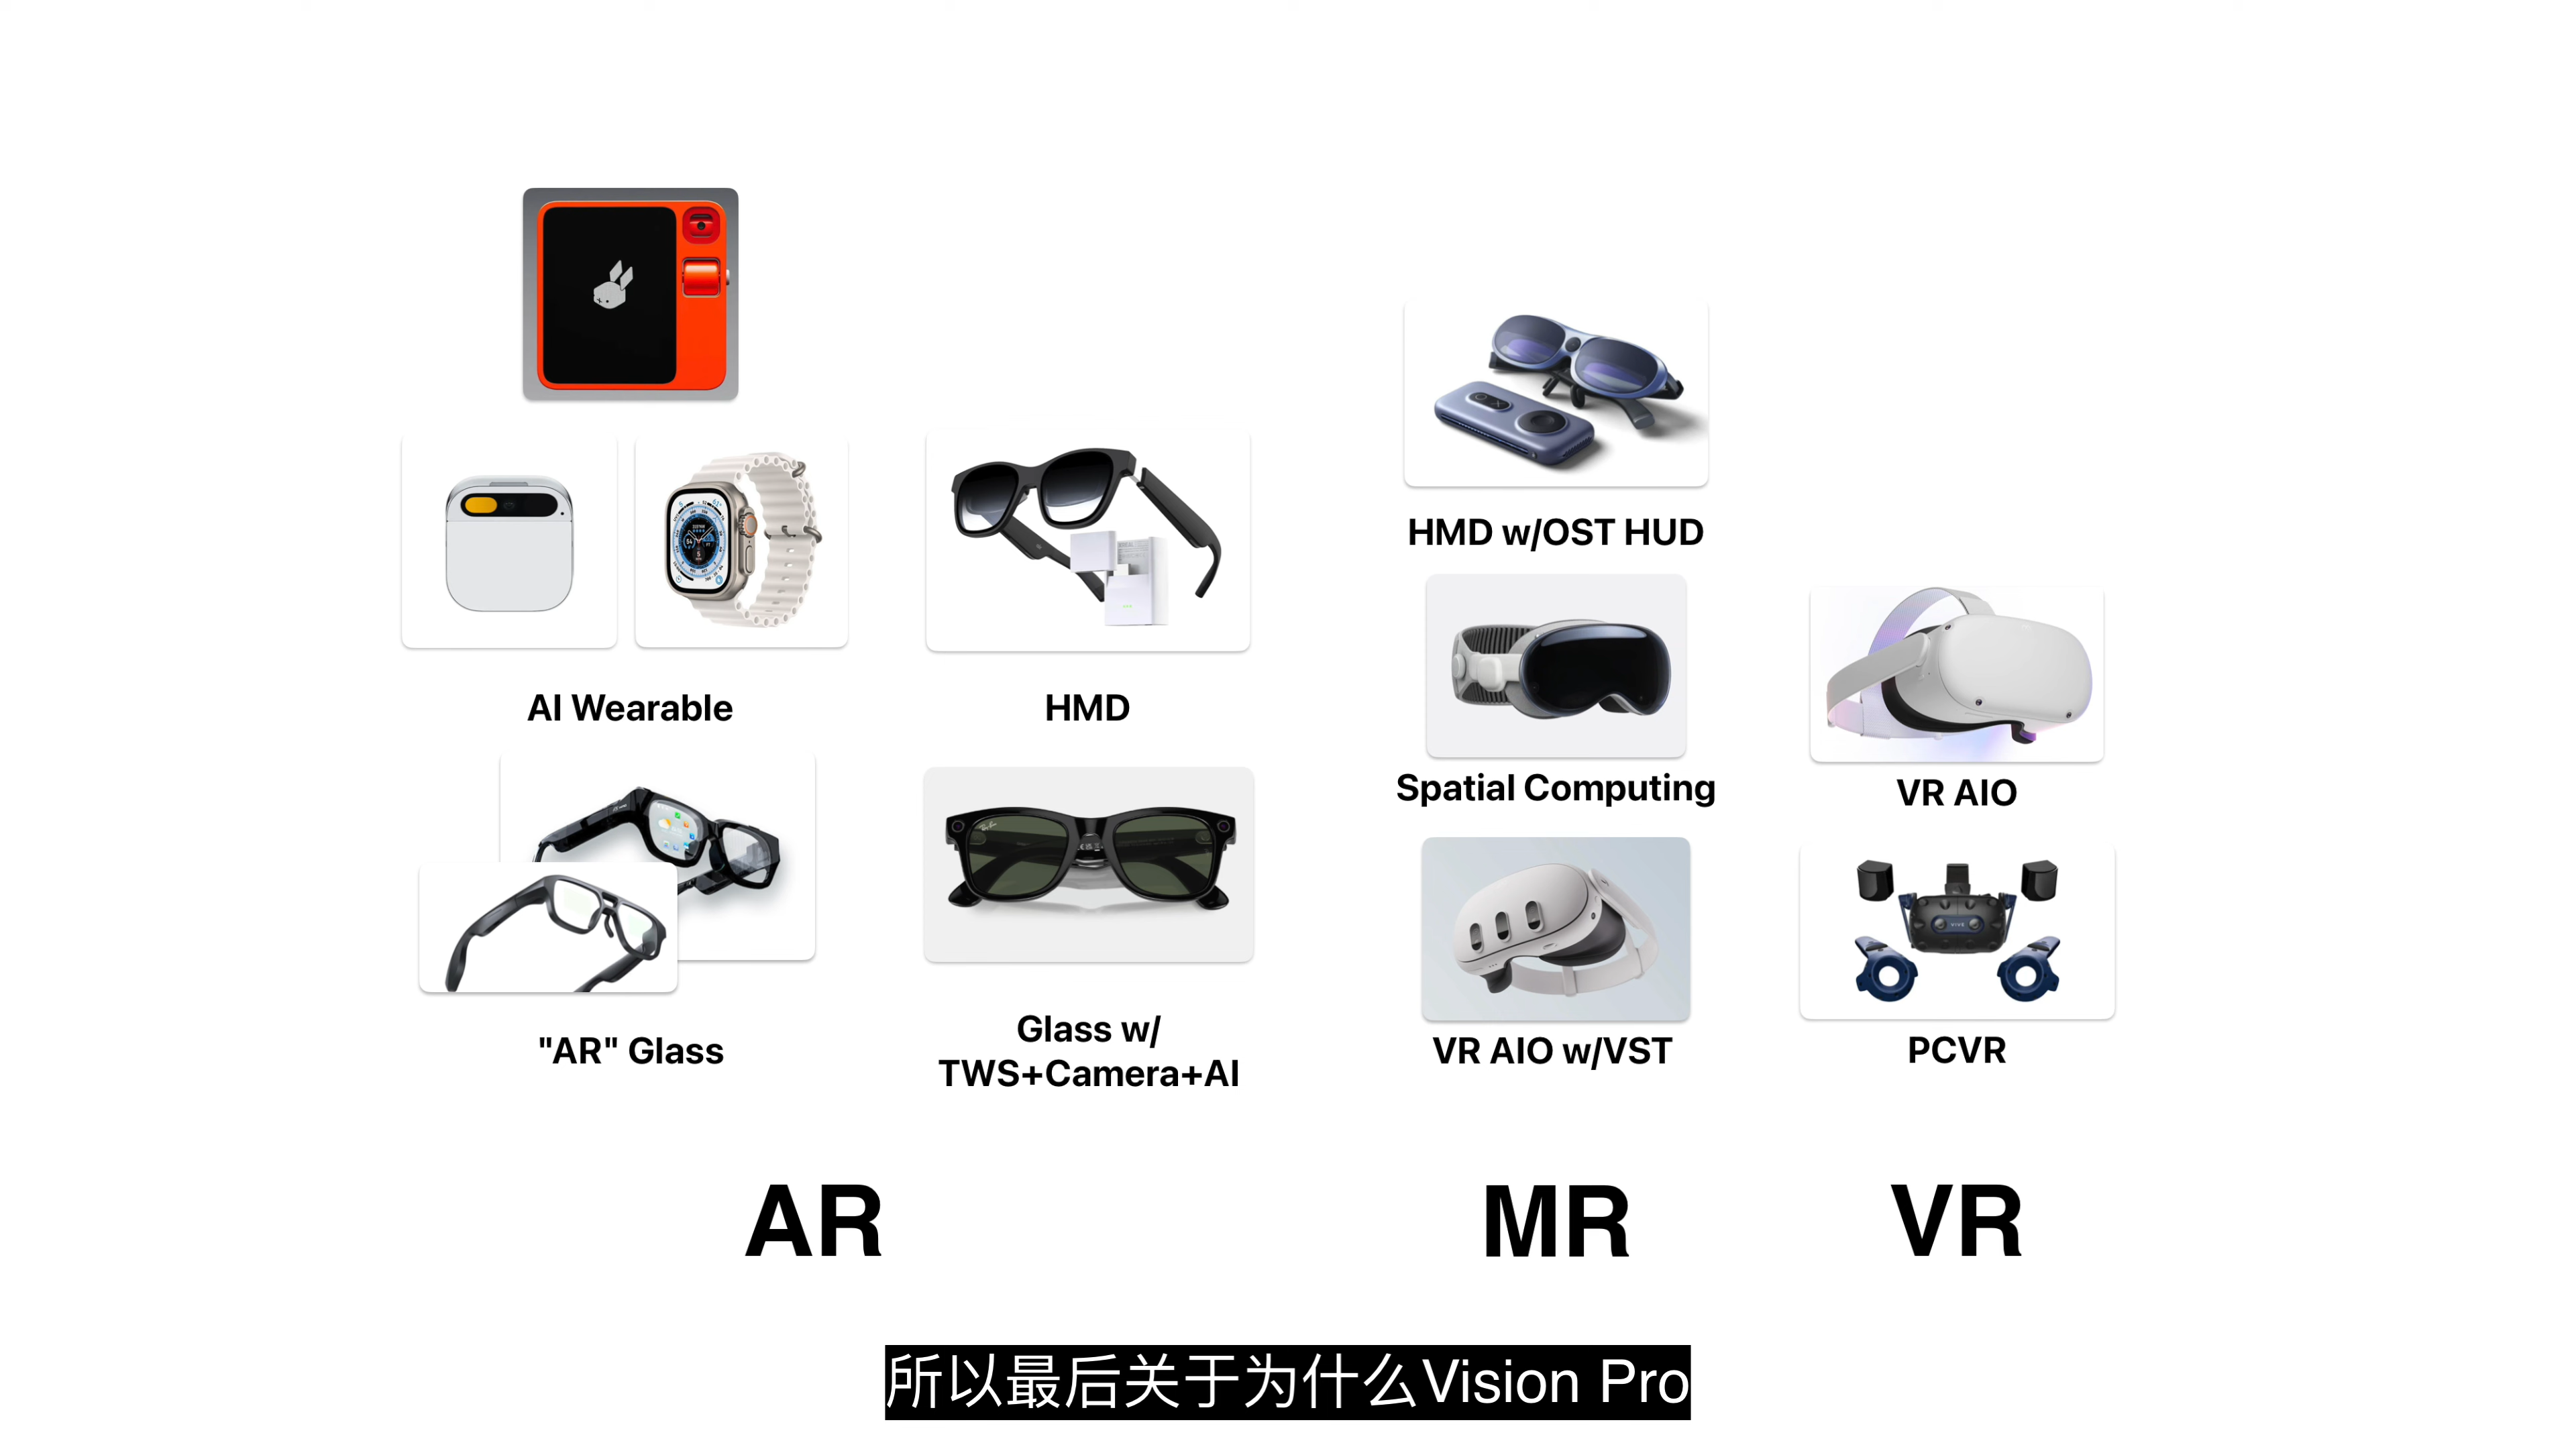 HMD w/OST HUD
AI Wearable
HMD
Spatial Computing
VR AIO
"AR" Glass
Glass w/
TWS+Camera+AI
VR AIO w/VST
VIVE
PCVR
AR
MR
VR
所以最后关于为什么Vision Pro